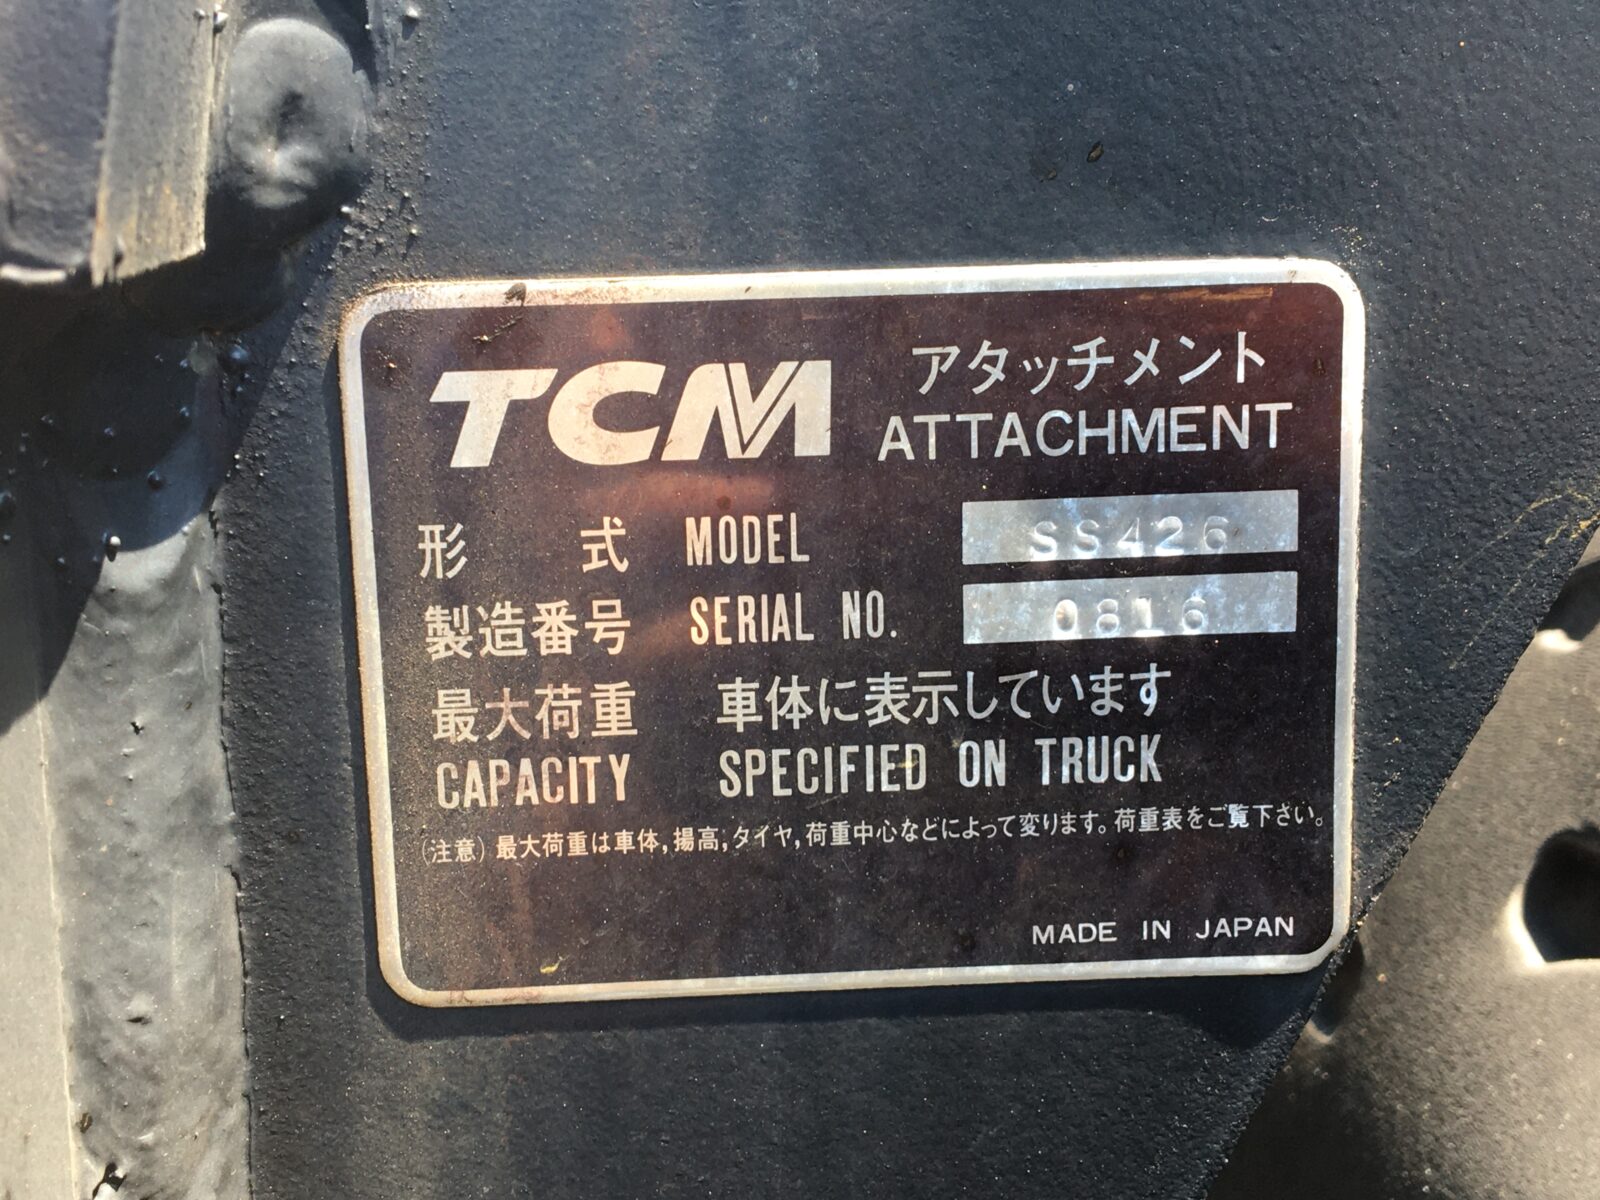 TCM アタッチメント
ATTACHMENT
形 式 MODEL SS426
製造番号 SERIAL NO. 0816
最大荷重 車体に表示しています
CAPACITY SPECIFIED ON TRUCK
(注意) 最大荷重は車体,揚高,タイヤ,荷重中心などによって変ります。荷重表をご覧下さい。
MADE IN JAPAN